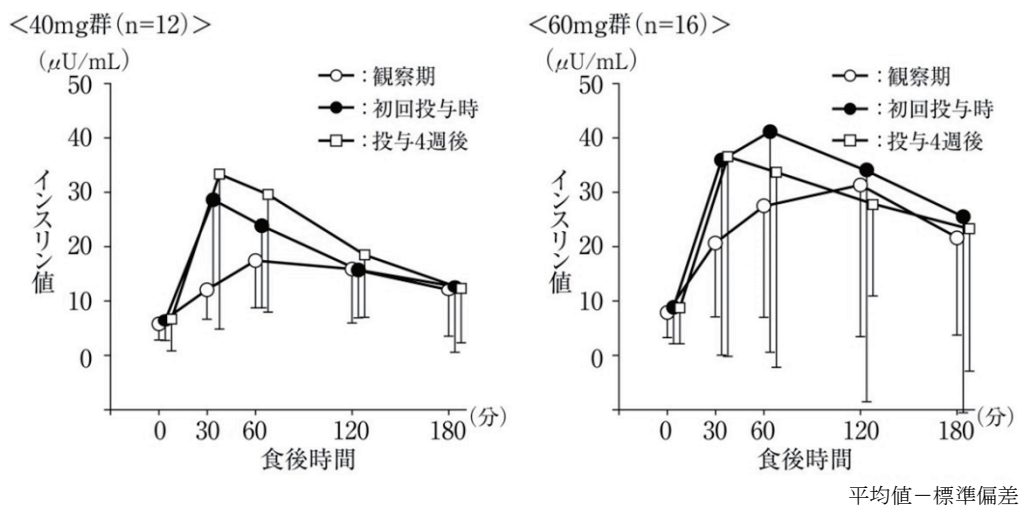 ＜40mg群(n=12)＞
(μU/mL)
50
40
30
20
10
0
インスリン値
○：観察期
●：初回投与時
□：投与4週後
0 30 60 120 180 (分)
食後時間
＜60mg群(n=16)＞
(μU/mL)
50
40
30
20
10
0
インスリン値
○：観察期
●：初回投与時
□：投与4週後
0 30 60 120 180 (分)
食後時間
平均値－標準偏差